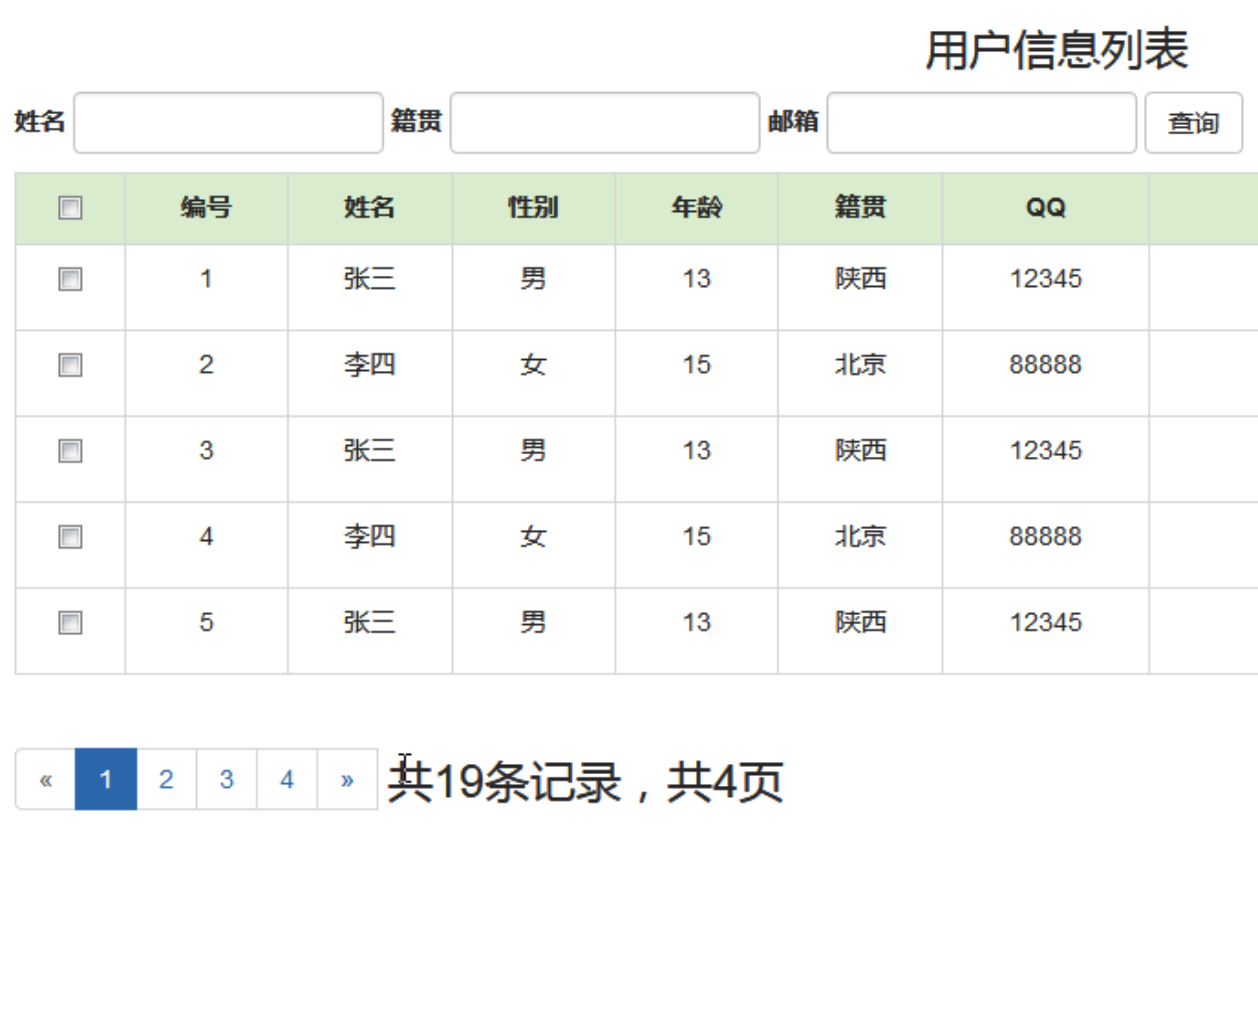 用户信息列表
姓名 籍贯 邮箱 查询
编号 姓名 性别 年龄 籍贯 QQ
1 张三 男 13 陕西 12345
2 李四 女 15 北京 88888
3 张三 男 13 陕西 12345
4 李四 女 15 北京 88888
5 张三 男 13 陕西 12345
« 1 2 3 4 » 共19条记录，共4页